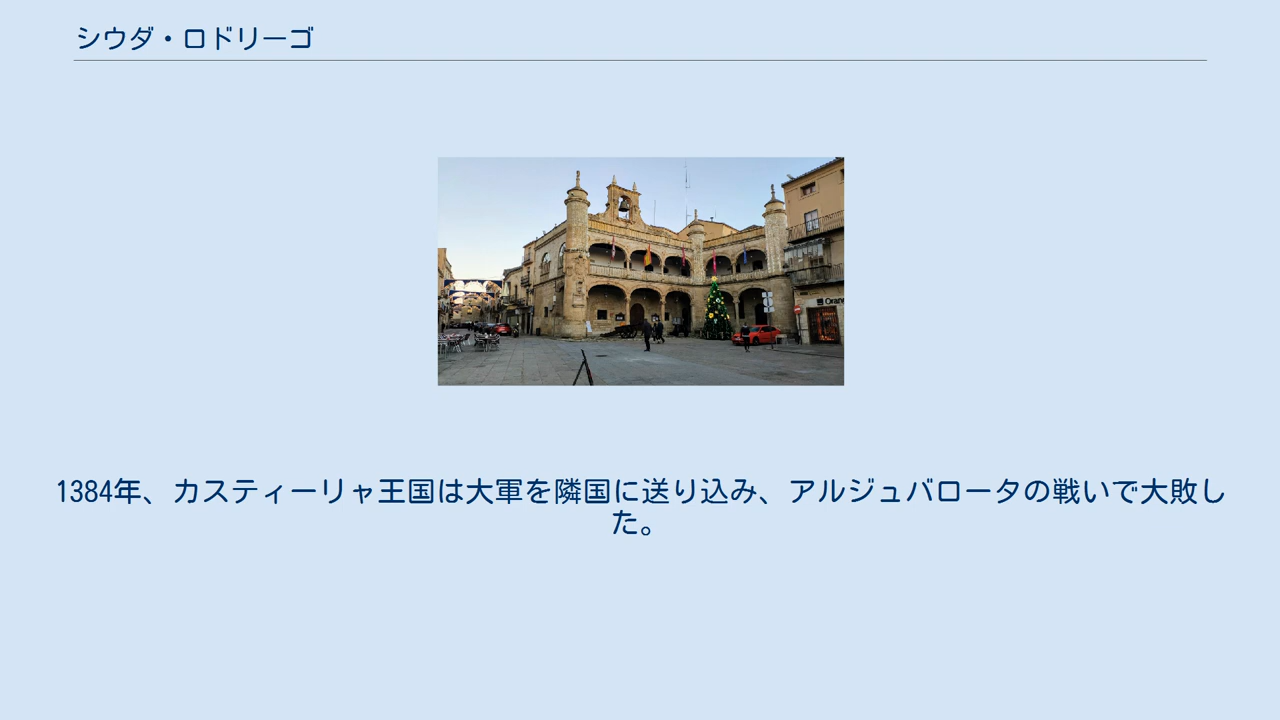 シウダ・ロドリーゴ
1384年、カスティーリャ王国は大軍を隣国に送り込み、アルジュバロータの戦いで大敗し
た。